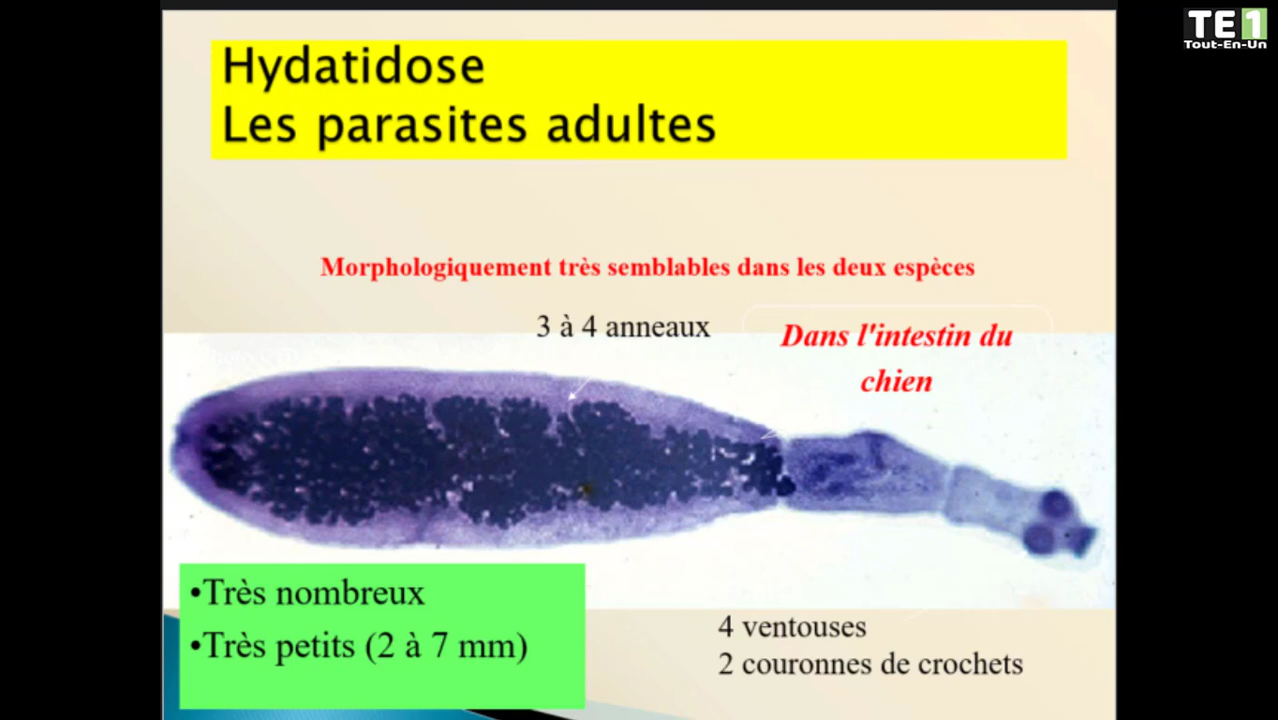 TE1
Tout-En-Un
Hydatidose
Les parasites adultes
Morphologiquement très semblables dans les deux espèces
3 à 4 anneaux
Dans l'intestin du
chien
•Très nombreux
•Très petits (2 à 7 mm)
4 ventouses
2 couronnes de crochets